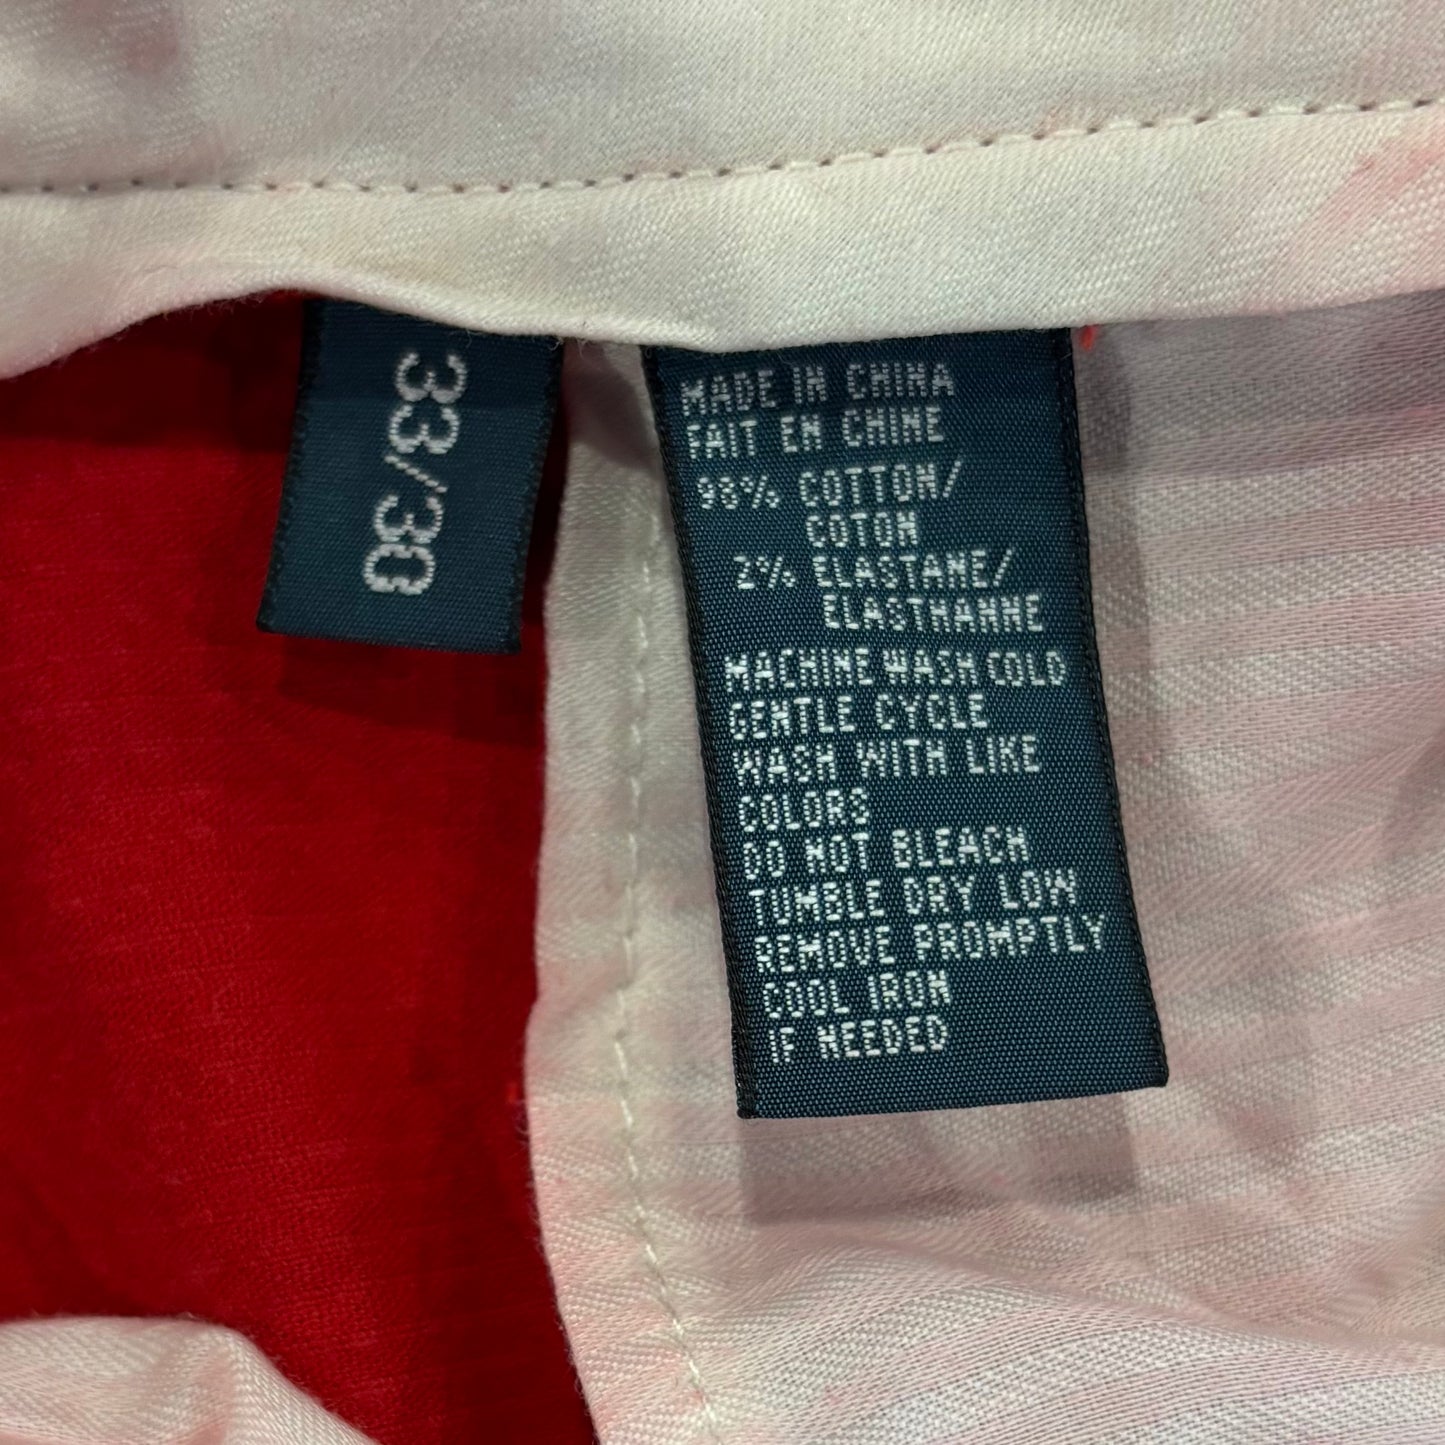 33/30
MADE IN CHINA
FAIT EN CHINE
98% COTTON/
COTON
2% ELASTANE/
ELASTHANNE
MACHINE WASH COLD
GENTLE CYCLE
WASH WITH LIKE
COLORS
DO NOT BLEACH
TUMBLE DRY LOW
REMOVE PROMPTLY
COOL IRON
IF NEEDED